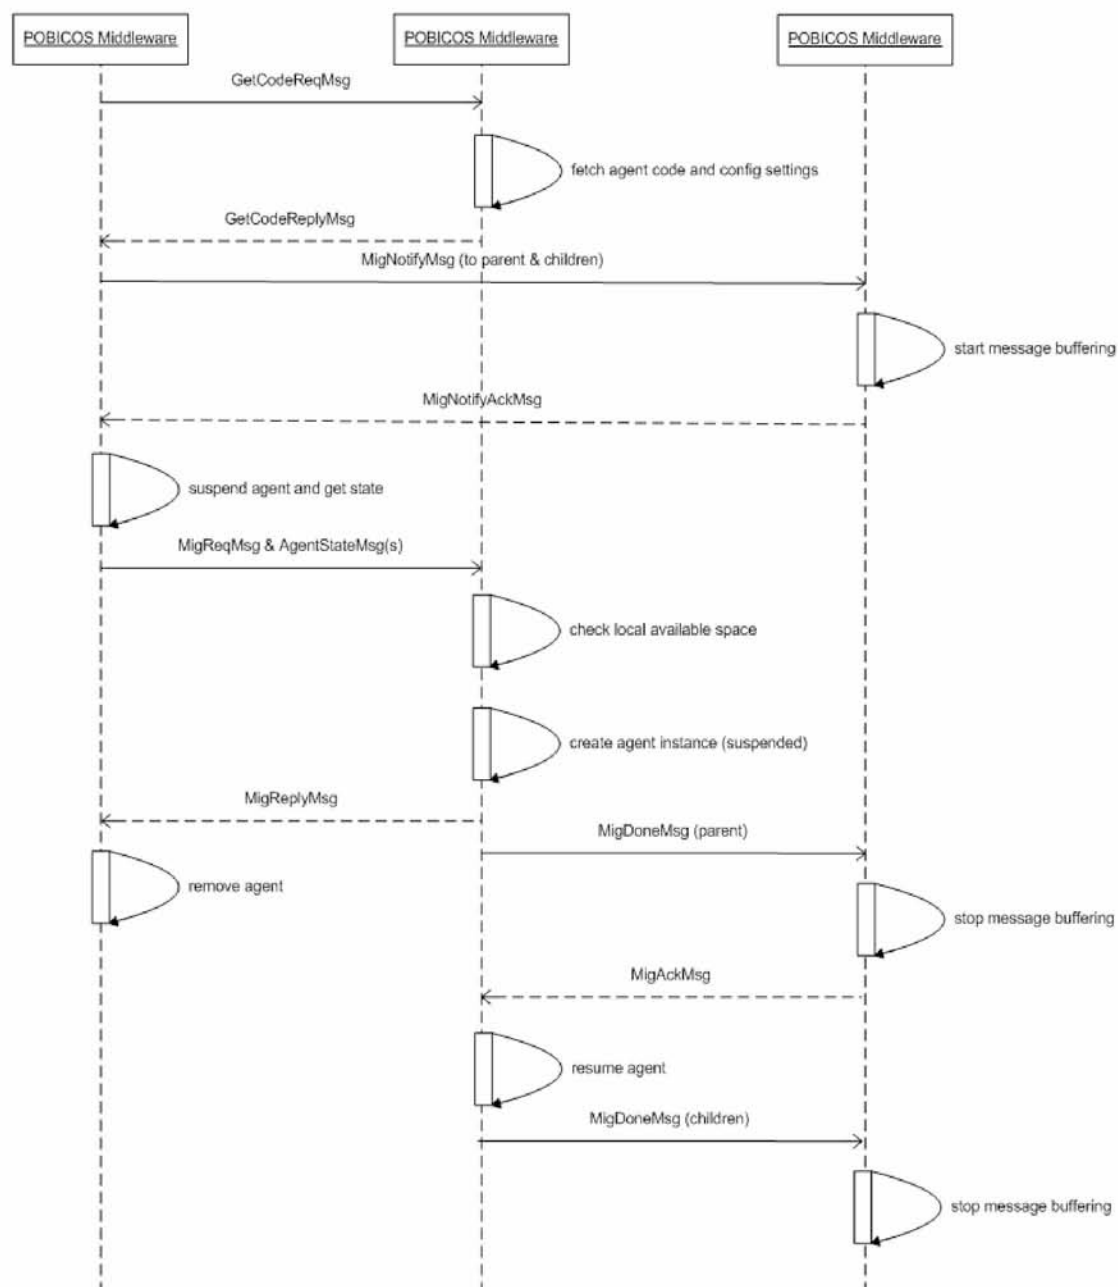 POBICOS Middleware
POBICOS Middleware
POBICOS Middleware
GetCodeReqMsg
fetch agent code and config settings
GetCodeReplyMsg
MigNotifyMsg (to parent & children)
start message buffering
MigNotifyAckMsg
suspend agent and get state
MigReqMsg & AgentStateMsg(s)
check local available space
create agent instance (suspended)
MigReplyMsg
MigDoneMsg (parent)
remove agent
stop message buffering
MigAckMsg
resume agent
MigDoneMsg (children)
stop message buffering